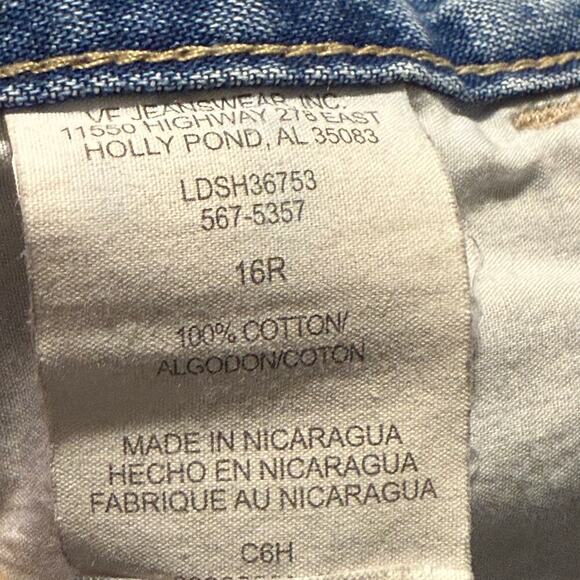 VF JEANSWEAR, INC.
11550 HIGHWAY 278 EAST
HOLLY POND, AL 35083
LDSH36753
567-5357
16R
100% COTTON/
ALGODON/COTON
MADE IN NICARAGUA
HECHO EN NICARAGUA
FABRIQUE AU NICARAGUA
C6H